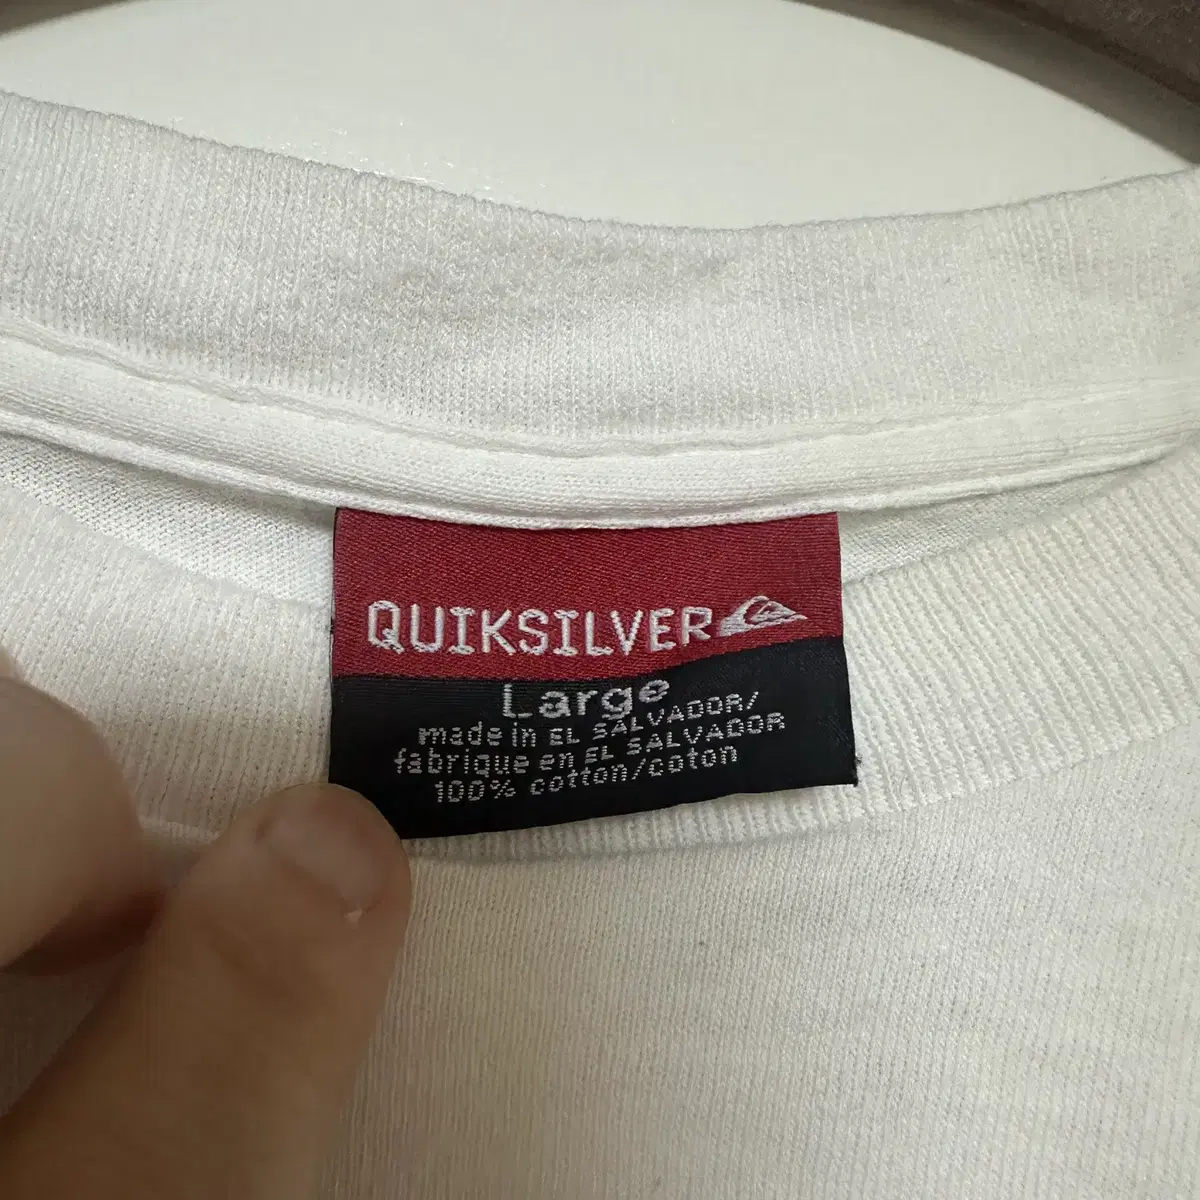 QUIKSILVER
Large
made in EL SALVADOR/
fabrique en EL SALVADOR
100% cotton/coton